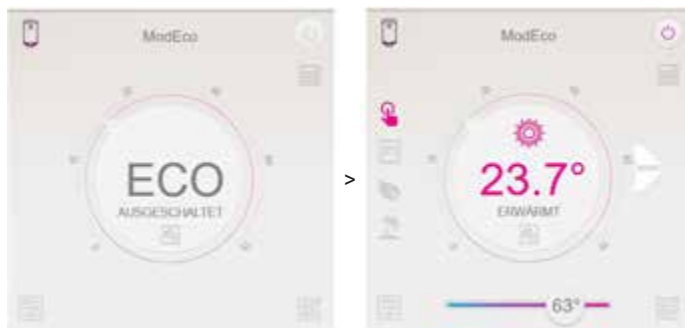 ModEco
ECO
AUSGESCHALTET
>
ModEco
23.7°
ERWÄRMT
63°